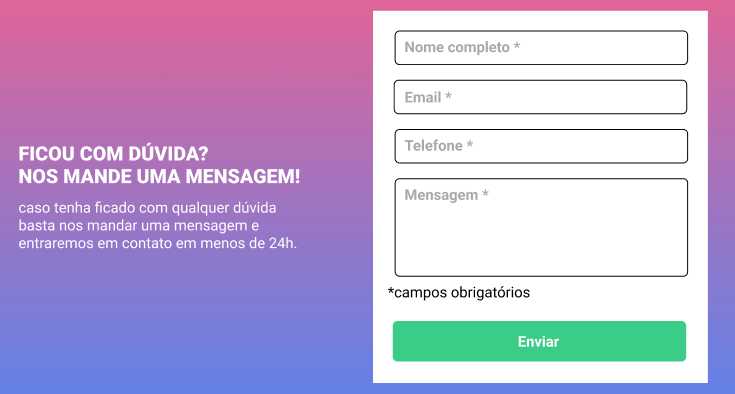 FICOU COM DÚVIDA?
NOS MANDE UMA MENSAGEM!
caso tenha ficado com qualquer dúvida
basta nos mandar uma mensagem e
entraremos em contato em menos de 24h.
Nome completo *
Email *
Telefone *
Mensagem *
*campos obrigatórios
Enviar